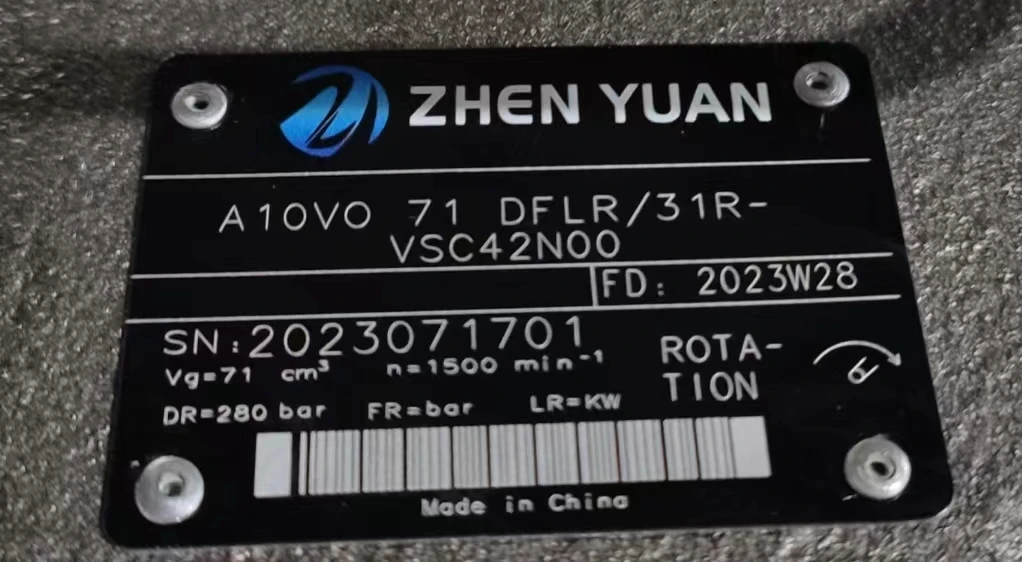 ZHEN YUAN
A10VO 71 DFLR/31R-
VSC42N00
FD: 2023W28
SN:2023071701
Vg=71 cm³ n=1500 min⁻¹
ROTA-
TION
DR=280 bar FR=bar LR=KW
Made in China